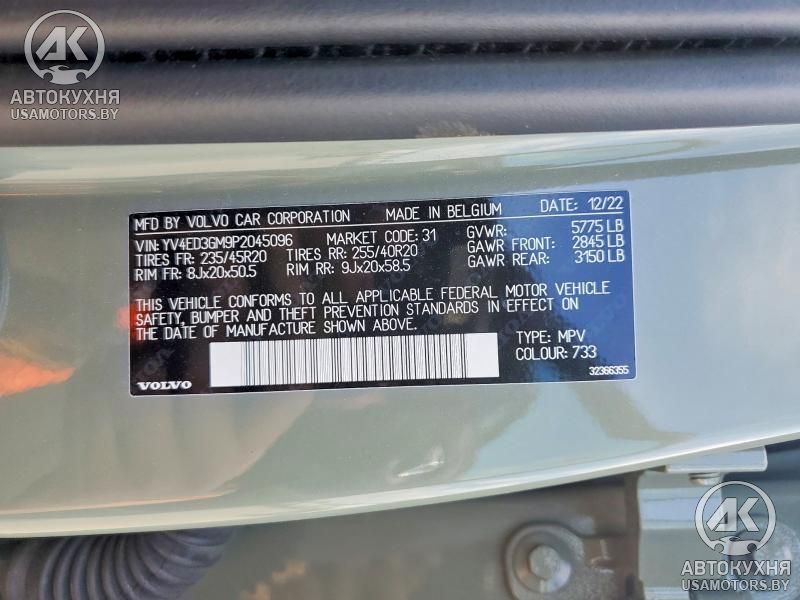 AK
АВТОКУХНЯ
USAMOTORS.BY
MFD BY VOLVO CAR CORPORATION MADE IN BELGIUM DATE: 12/22
VIN: YV4ED3GM9P2045096 MARKET CODE: 31 GVWR: 5775 LB
TIRES FR: 235/45R20 TIRES RR: 255/40R20 GAWR FRONT: 2845 LB
RIM FR: 8Jx20x50.5 RIM RR: 9Jx20x58.5 GAWR REAR: 3150 LB
THIS VEHICLE CONFORMS TO ALL APPLICABLE FEDERAL MOTOR VEHICLE
SAFETY, BUMPER AND THEFT PREVENTION STANDARDS IN EFFECT ON
THE DATE OF MANUFACTURE SHOWN ABOVE.
TYPE: MPV
COLOUR: 733
VOLVO 32366355
AK
АВТОКУХНЯ
USAMOTORS.BY